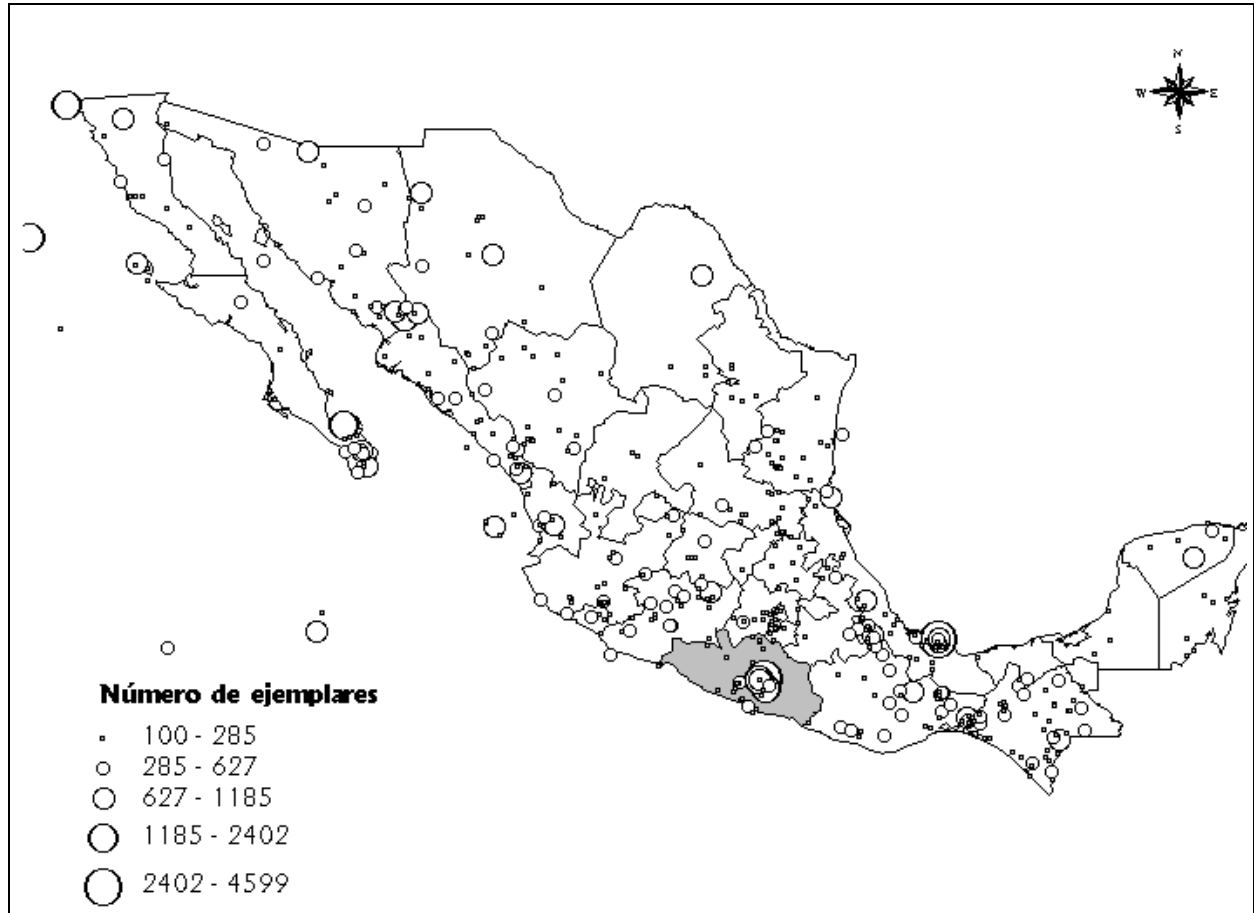 N
W E
S
Número de ejemplares
100 - 285
285 - 627
627 - 1185
1185 - 2402
2402 - 4599